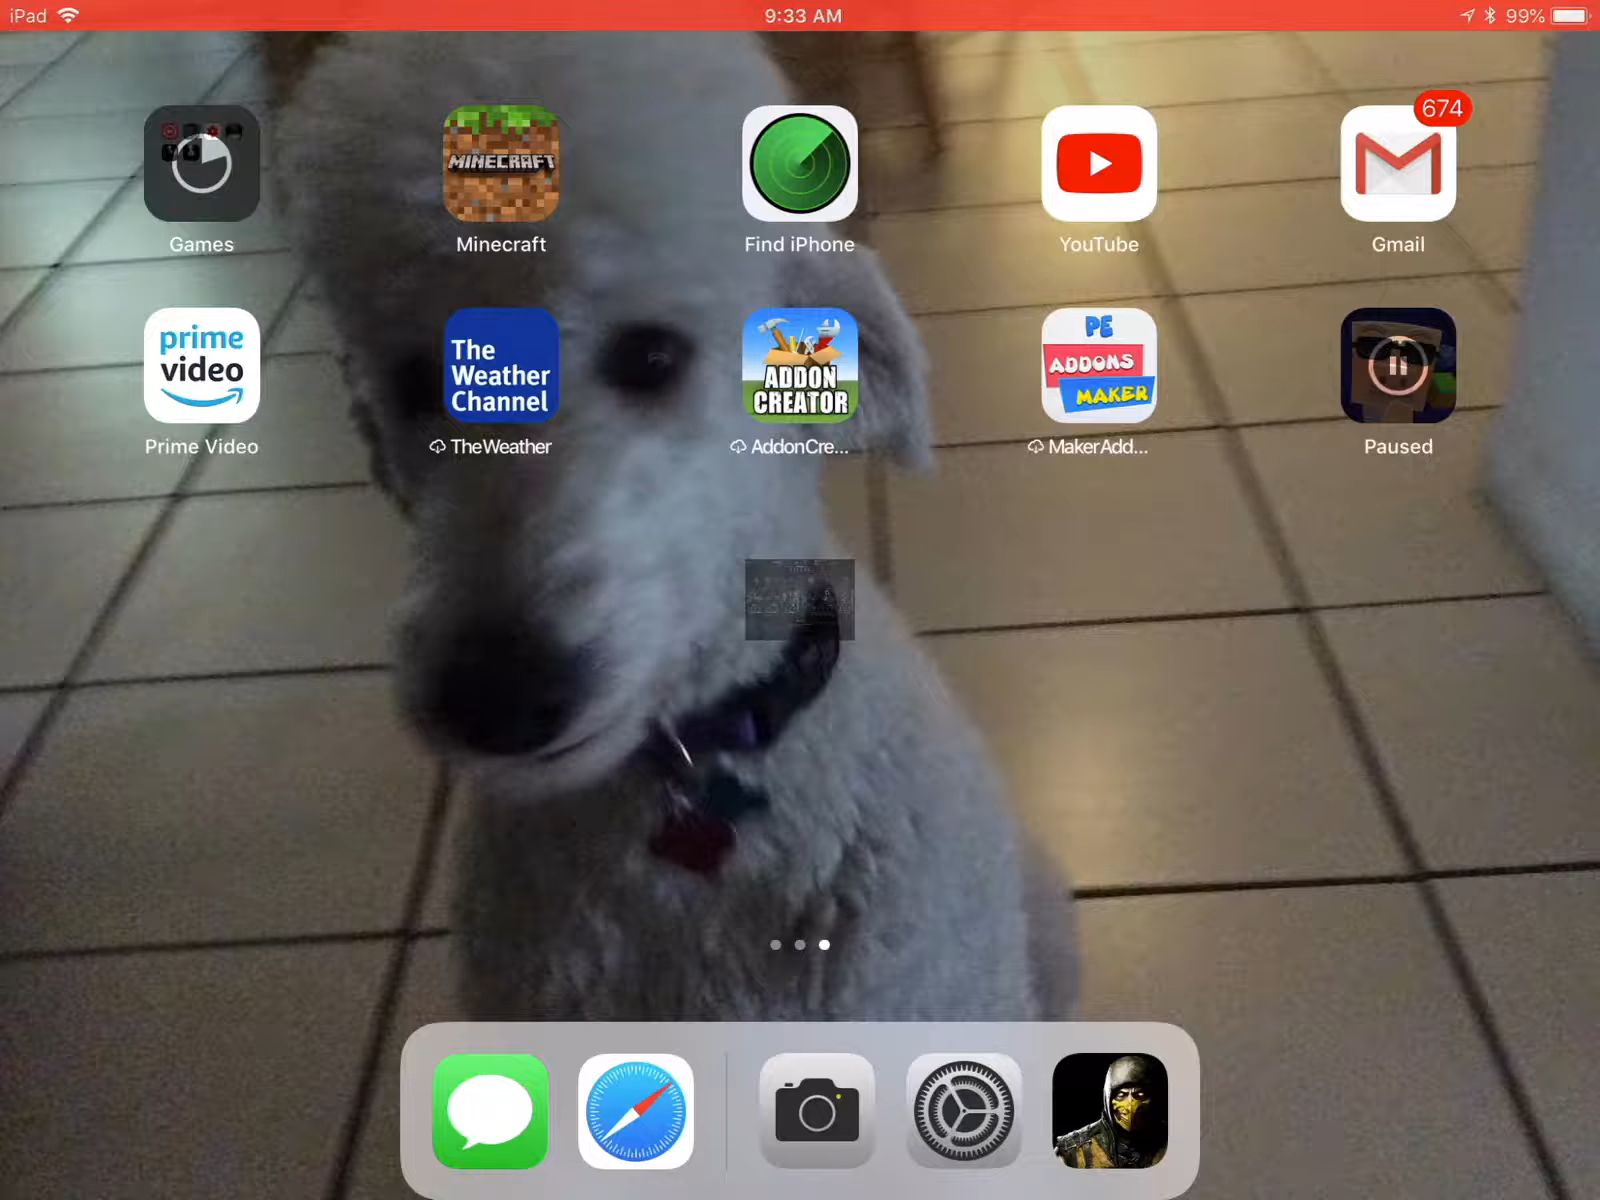 iPad 9:33 AM 99%
674
MINECRAFT
Games Minecraft Find iPhone YouTube Gmail
prime
video
The
Weather
Channel
ADDON
CREATOR
PE
ADDONS
MAKER
Prime Video TheWeather AddonCre... MakerAdd... Paused